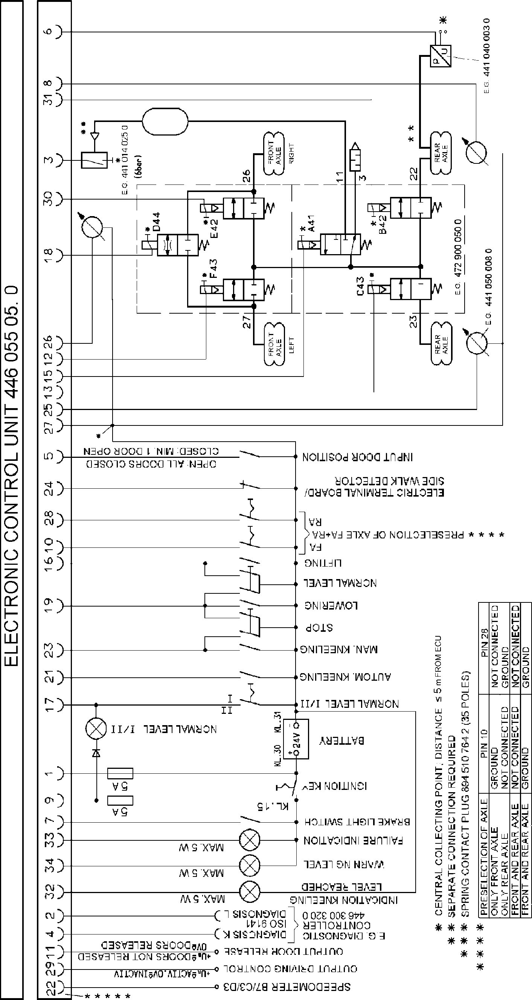 ELECTRONIC CONTROL UNIT 446 055 05. 0
22
29
11
4
2
32
34
33
7
9
1
17
21
23
19
16
10
28
24
5
27
25
13
15
12
26
18
30
3
31
8
6
* * * * *
SPEEDOMETER B7/C3/D3
OUTPUT DRIVING CONTROL
OUTPUT DOOR RELEASE
+U ≙ DOORS NOT RELEASED
0V ≙ DOORS RELEASED
E.G. DIAGNOSTIC
CONTROLLER
446 300 320 0
DIAGNOSIS K
ISO 9141
DIAGNOSIS L
INDICATION KNEELING
LEVEL REACHED
MAX. 5 W
WARN NG LEVEL
MAX. 5 W
FAILURE INDICATION
MAX. 5 W
BRAKE LIGHT SWITCH
KL.15
IGNITION KEY
5 A
5 A
KL.30 KL.31
+ 24V -
BATTERY
NORMAL LEVEL I/II
NORMAL LEVEL I/II
I
II
AUTOM. KNEELING
MAN. KNEELING
STOP
LOWERING
NORMAL LEVEL
LIFTING
FA
PRESELECTION OF AXLE FA+RA * * * *
RA
ELECTRIC TERMINAL BOARD/
SIDE WALK DETECTOR
INPUT DOOR POSITION
OPEN: ALL DOORS CLOSED
CLOSED: MIN. 1 DOOR OPEN
*
* *
*
E.G. 441 014 025 0
(6bar)
* D44
* E42
* F43
26
27
FRONT
AXLE
RIGHT
FRONT
AXLE
LEFT
* A41
11
3
* B42
C43 *
22
23
REAR
AXLE
REAR
AXLE
E.G. 472 900 050 0
E.G. 441 050 008 0
* *
P
U
*
E.G. 441 040 003 0
* CENTRAL COLLECTING POINT; DISTANCE ≤ 5 m FROM ECU
* * SEPARATE CONNECTION REQUIRED
* * * SPRING CONTACT PLUG 894 510 764 2 (35 POLES)
* * * *
PRESELECTION OF AXLE PIN 10 PIN 28
ONLY FRONT AXLE GROUND NOT CONNECTED
ONLY REAR AXLE NOT CONNECTED GROUND
FRONT AND REAR AXLE NOT CONNECTED NOT CONNECTED
FRONT AND REAR AXLE GROUND GROUND